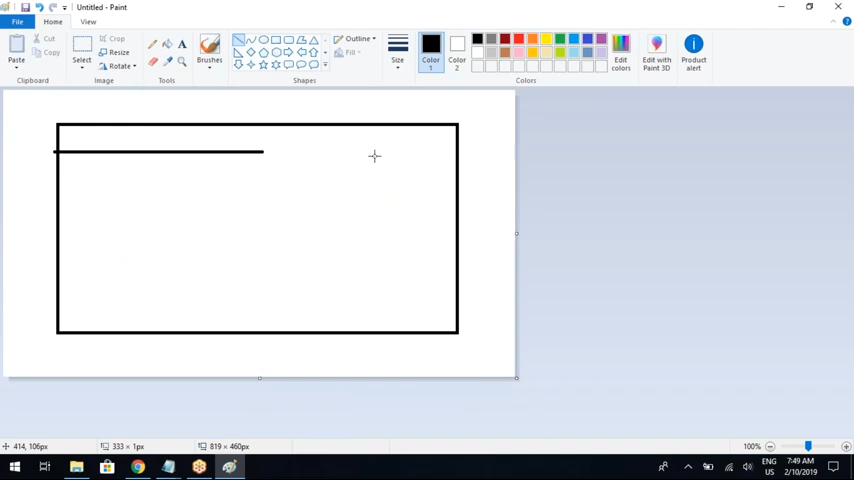 Untitled - Paint
File Home View
Paste
Cut
Copy
Clipboard
Select
Crop
Resize
Rotate
Image
A
Tools
Brushes
Outline
Fill
Shapes
Size
Color 1
Color 2
Colors
Edit colors
Edit with Paint 3D
Product alert
414, 106px
333 × 1px
819 × 460px
100%
ENG
US
7:49 AM
2/10/2019